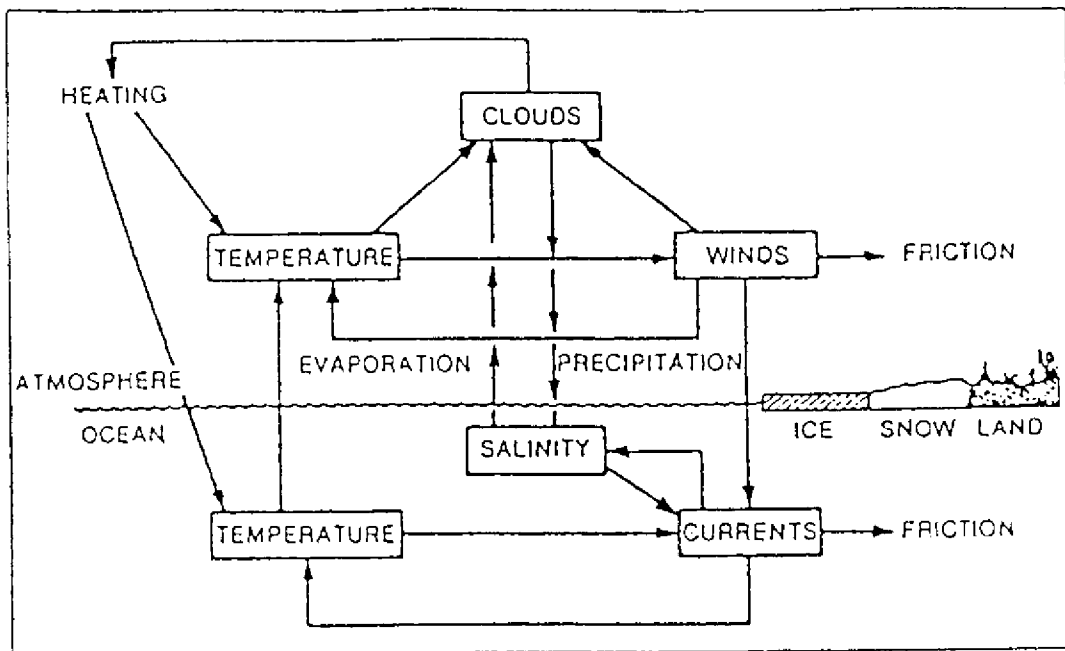 HEATING
CLOUDS
TEMPERATURE
WINDS
FRICTION
EVAPORATION
PRECIPITATION
ATMOSPHERE
OCEAN
ICE
SNOW
LAND
SALINITY
TEMPERATURE
CURRENTS
FRICTION